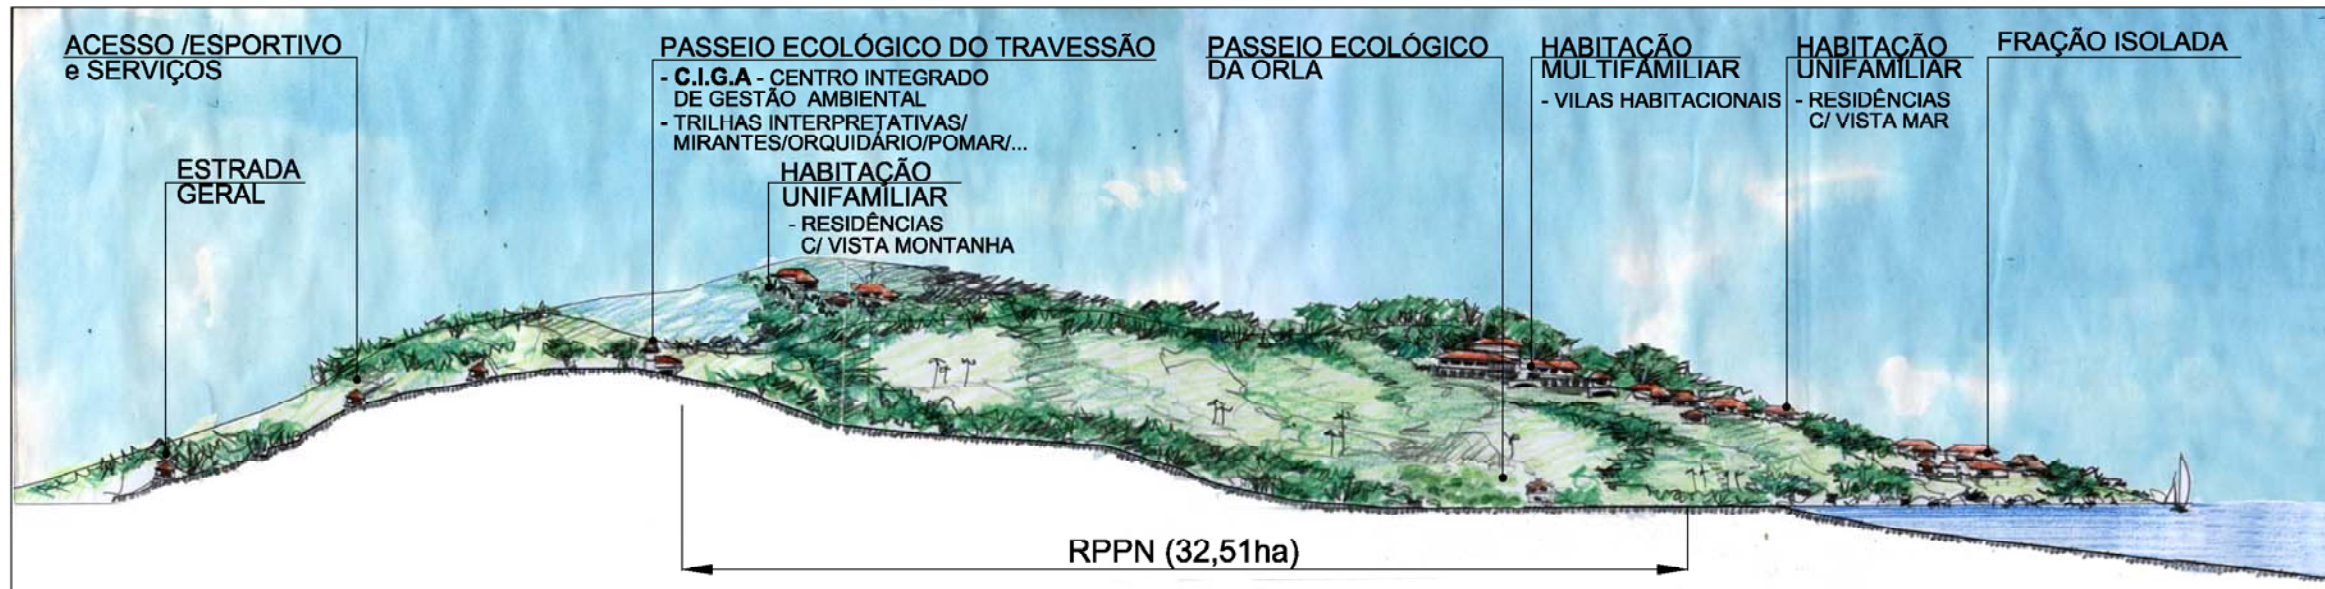 ACESSO /ESPORTIVO
e SERVIÇOS
ESTRADA
GERAL
PASSEIO ECOLÓGICO DO TRAVESSÃO
- C.I.G.A - CENTRO INTEGRADO
DE GESTÃO AMBIENTAL
- TRILHAS INTERPRETATIVAS/
MIRANTES/ORQUIDÁRIO/POMAR/...
HABITAÇÃO
UNIFAMILIAR
- RESIDÊNCIAS
C/ VISTA MONTANHA
PASSEIO ECOLÓGICO
DA ORLA
HABITAÇÃO
MULTIFAMILIAR
- VILAS HABITACIONAIS
HABITAÇÃO
UNIFAMILIAR
- RESIDÊNCIAS
C/ VISTA MAR
FRAÇÃO ISOLADA
RPPN (32,51ha)